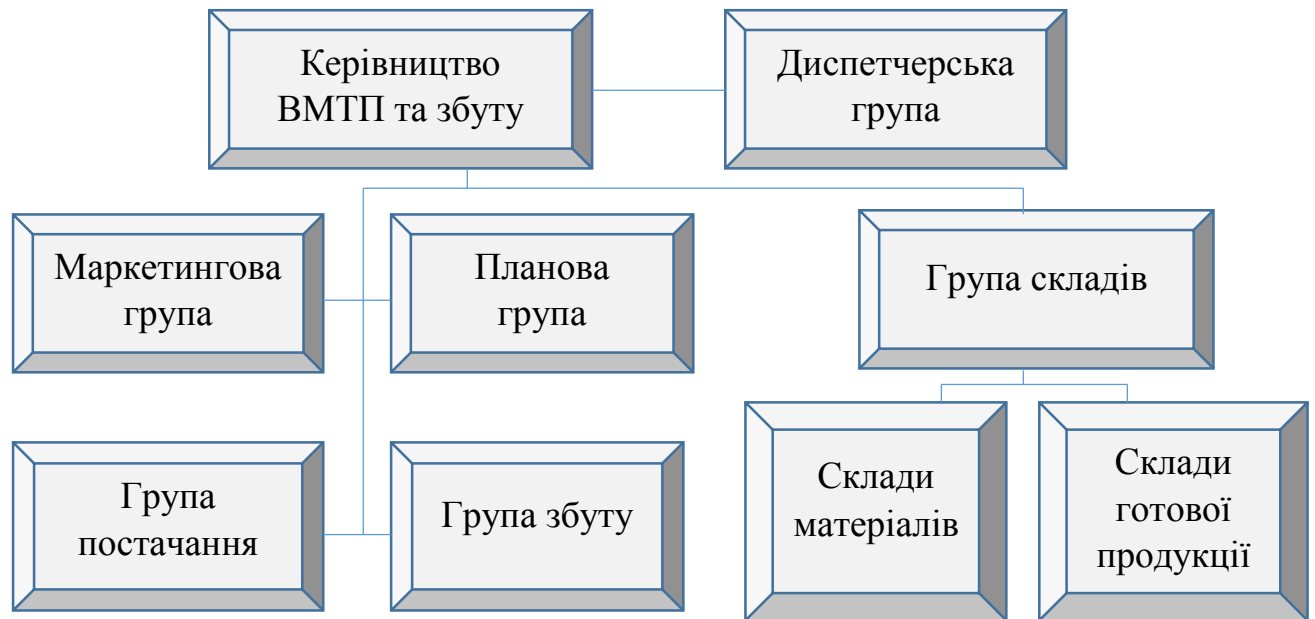 Керівництво
ВМТП та збуту
Диспетчерська
група
Маркетингова
група
Планова
група
Група складів
Група
постачання
Група збуту
Склади
матеріалів
Склади
готової
продукції